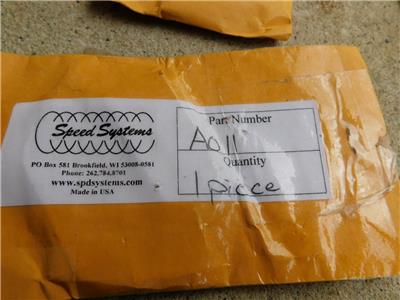 Speed Systems
PO Box 581 Brookfield, WI 53008-0581
Phone: 262.784.8701
www.spdsystems.com
Made in USA
Part Number
A011
Quantity
1 piece